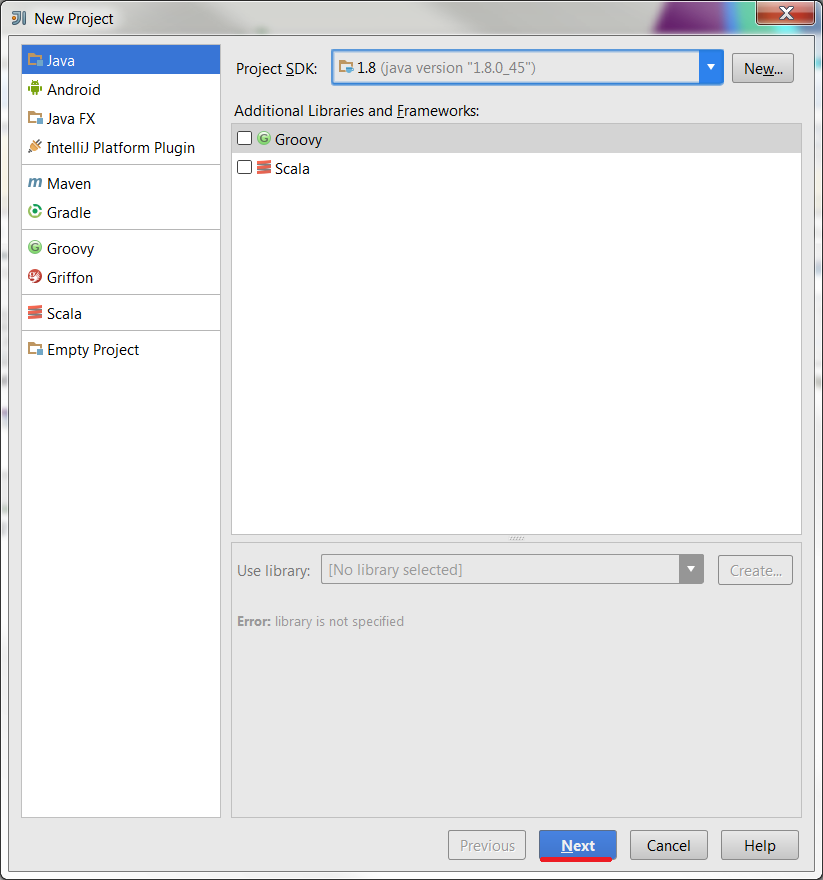 New Project
Java
Android
Java FX
IntelliJ Platform Plugin
Maven
Gradle
Groovy
Griffon
Scala
Empty Project
Project SDK: 1.8 (java version "1.8.0_45") New...
Additional Libraries and Frameworks:
Groovy
Scala
Use library: [No library selected] Create...
Error: library is not specified
Previous Next Cancel Help